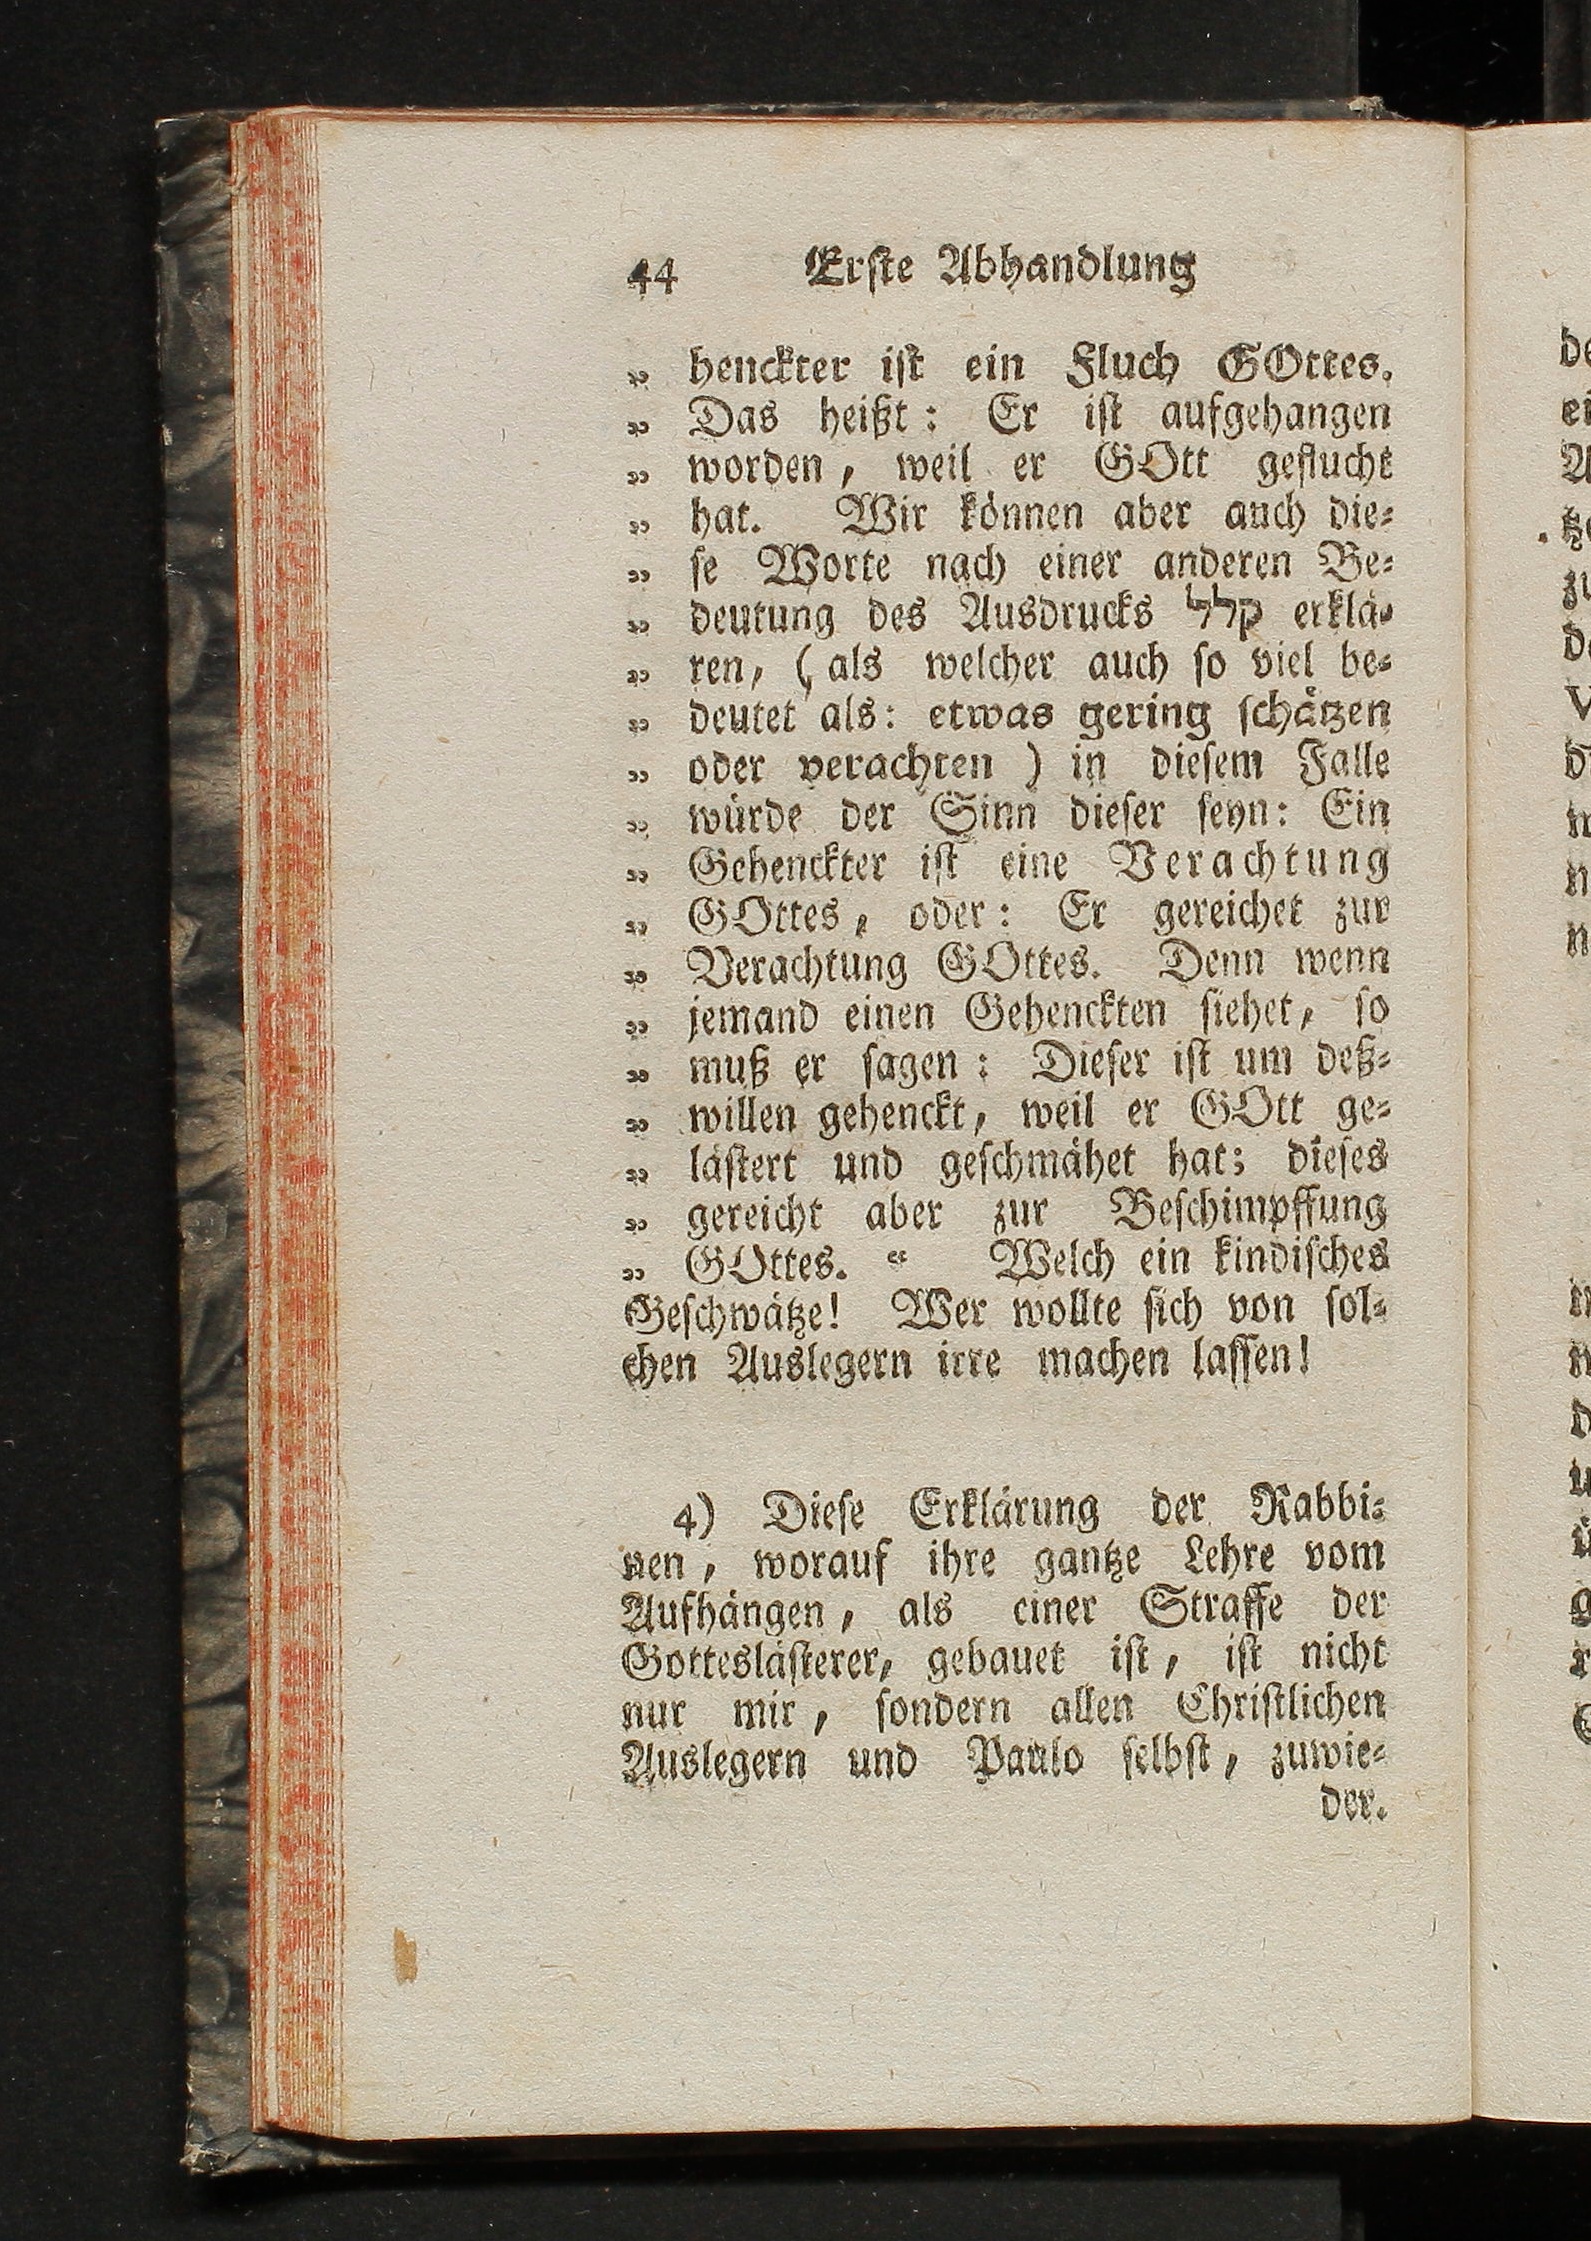 44 Erste Abhandlung
„ henckter ist ein Fluch GOttes.
„ Das heißt: Er ist aufgehangen
„ worden, weil er GOtt geflucht
„ hat. Wir können aber auch die-
„ se Worte nach einer anderen Be-
„ deutung des Ausdrucks קלל erklä-
„ ren, (als welcher auch so viel be-
„ deutet als: etwas gering schätzen
„ oder verachten) in diesem Falle
„ würde der Sinn dieser seyn: Ein
„ Gehenckter ist eine Verachtung
„ GOttes, oder: Er gereichet zur
„ Verachtung GOttes. Denn wenn
„ jemand einen Gehenckten siehet, so
„ muß er sagen: Dieser ist um deß-
„ willen gehenckt, weil er GOtt ge-
„ lästert und geschmähet hat; dieses
„ gereicht aber zur Beschimpffung
„ GOttes. “ Welch ein kindisches
Geschwätze! Wer wollte sich von sol-
chen Auslegern irre machen lassen!
4) Diese Erklärung der Rabbi-
nen, worauf ihre gantze Lehre vom
Aufhängen, als einer Straffe der
Gotteslästerer, gebauet ist, ist nicht
nur mir, sondern allen Christlichen
Auslegern und Paulo selbst, zuwie-
der.